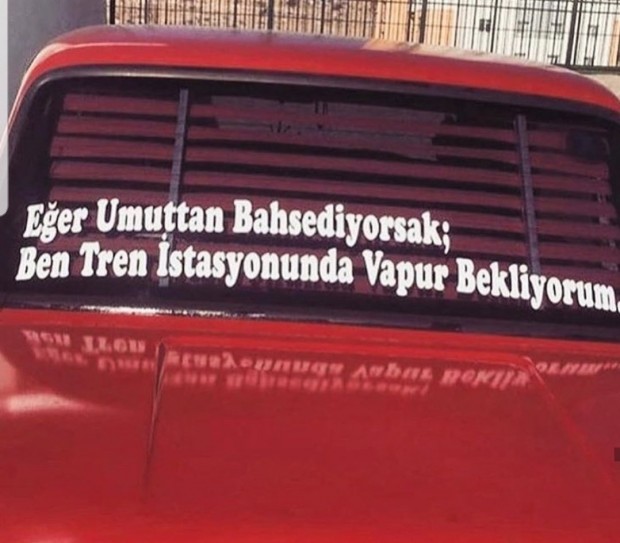 Eğer Umuttan Bahsediyorsak;
Ben Tren İstasyonunda Vapur Bekliyorum.